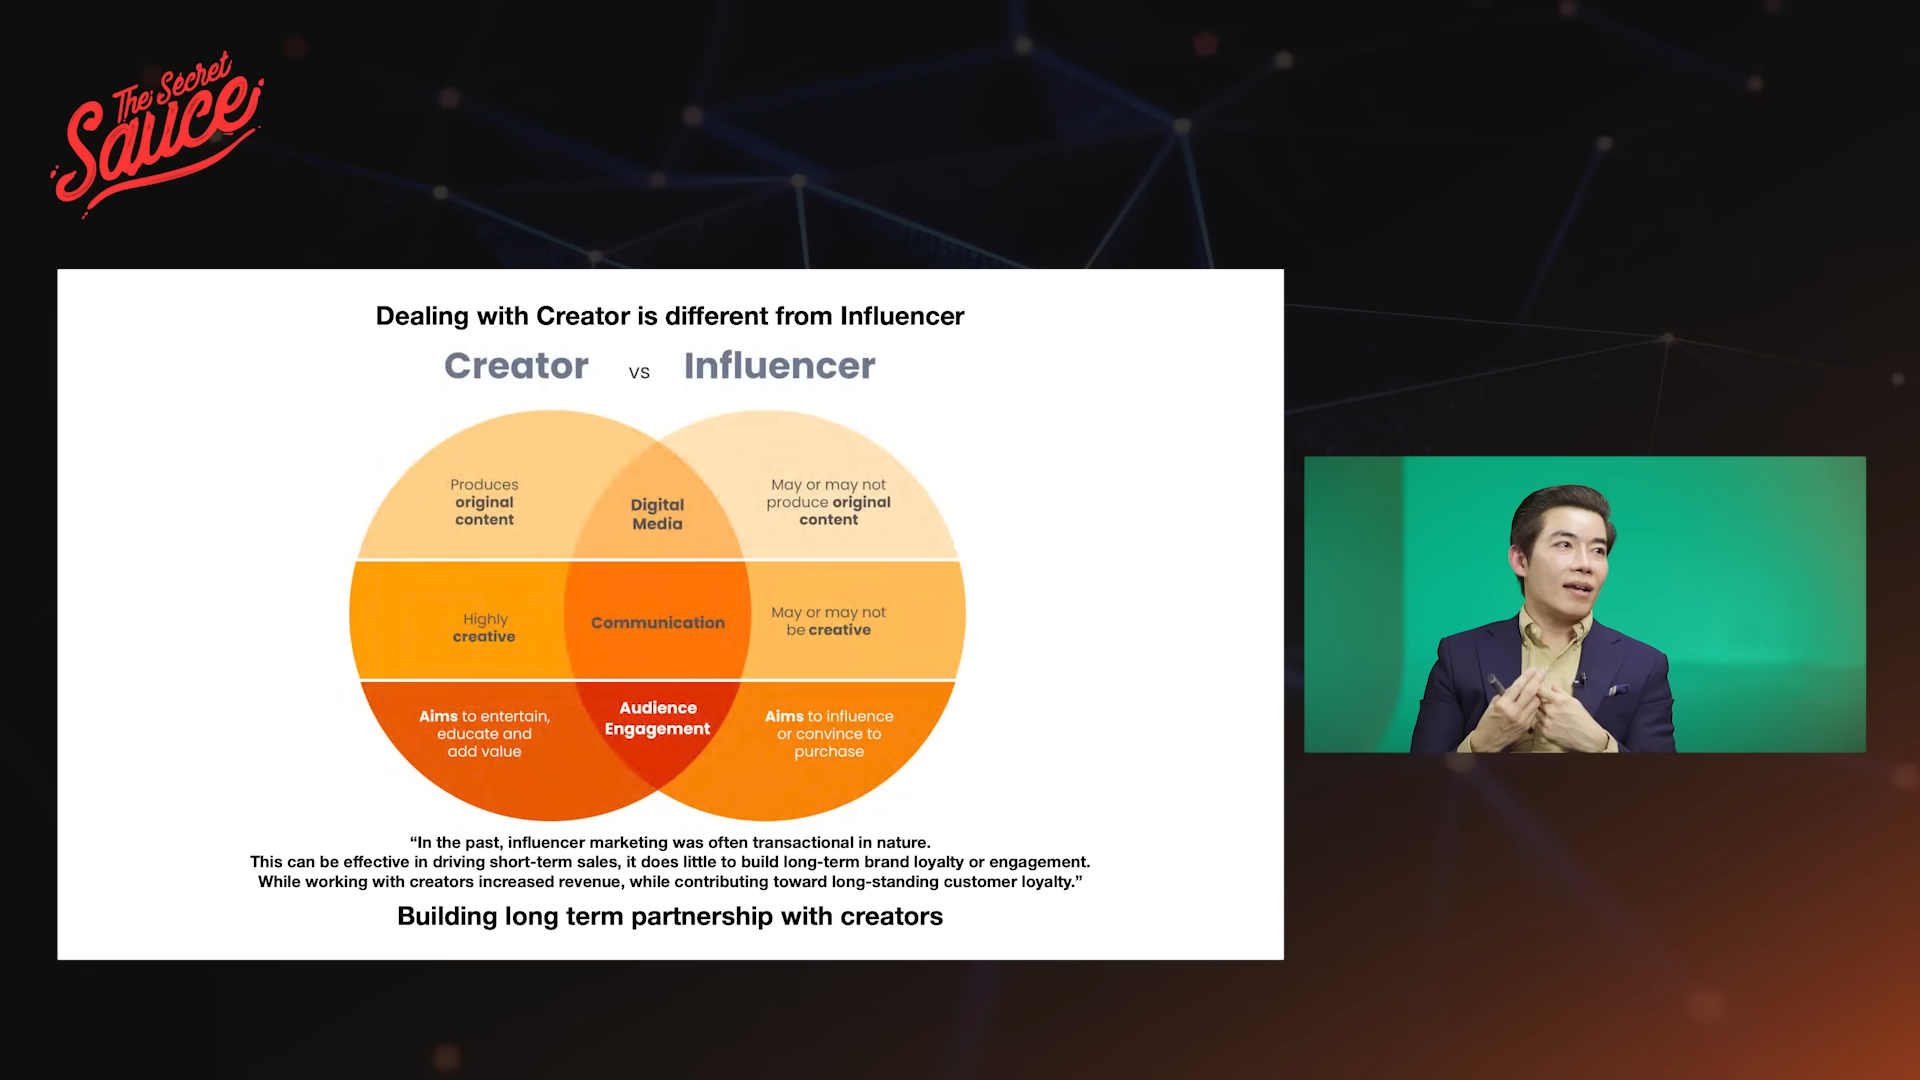 The Secret
Sauce
Dealing with Creator is different from Influencer
Creator vs Influencer
Produces
original
content
Digital
Media
May or may not
produce original
content
Highly
creative
Communication
May or may not
be creative
Aims to entertain,
educate and
add value
Audience
Engagement
Aims to influence
or convince to
purchase
“In the past, influencer marketing was often transactional in nature.
This can be effective in driving short-term sales, it does little to build long-term brand loyalty or engagement.
While working with creators increased revenue, while contributing toward long-standing customer loyalty.”
Building long term partnership with creators